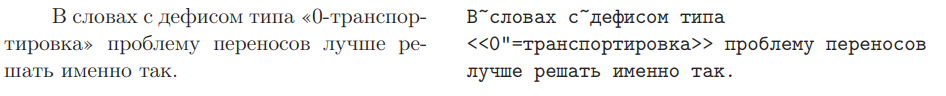 В словах с дефисом типа «0-транспор-
тировка» проблему переносов лучше ре-
шать именно так.
В~словах с~дефисом типа
<<0"=транспортировка>> проблему переносов
лучше решать именно так.